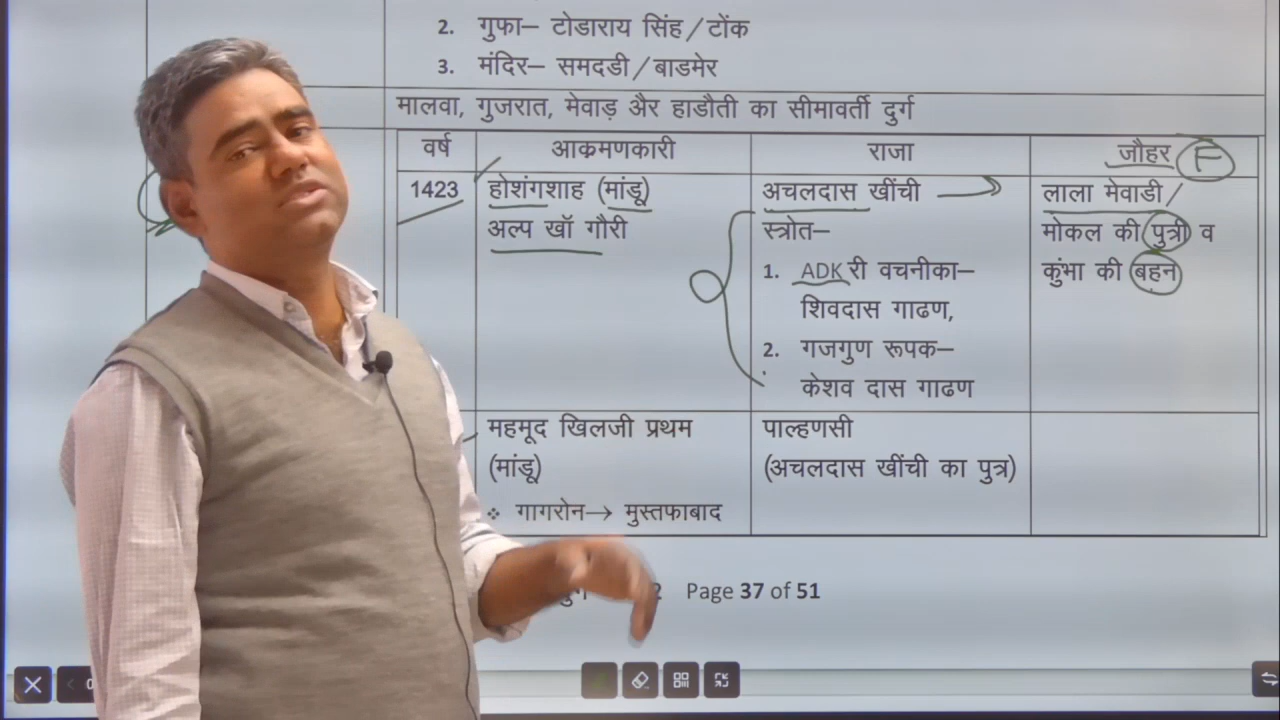 2. गुफा– टोडाराय सिंह/टोंक
3. मंदिर– समदडी/बाडमेर
मालवा, गुजरात, मेवाड़ अैर हाडौती का सीमावर्ती दुर्ग
वर्ष आक्रमणकारी राजा जौहर F
1423 होशंगशाह (मांडू) अचलदास खींची लाला मेवाडी/
अल्प खॉ गौरी स्त्रोत– मोकल की पुत्री व
1. ADK री वचनीका– कुंभा की बहन
शिवदास गाढण,
2. गजगुण रूपक–
केशव दास गाढण
महमूद खिलजी प्रथम पाल्हणसी
(मांडू) (अचलदास खींची का पुत्र)
❖ गागरोन→ मुस्तफाबाद
Page 37 of 51